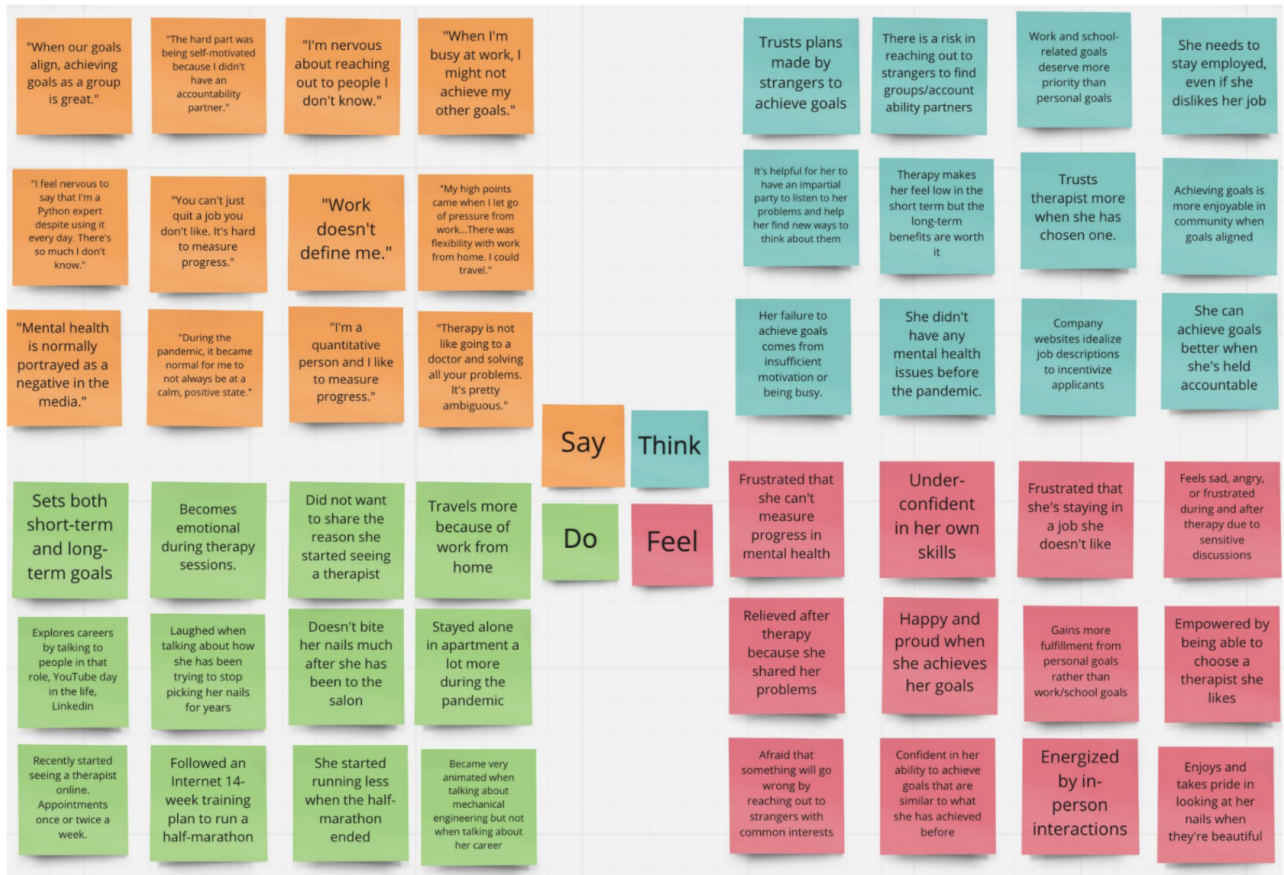 "When our goals
align, achieving
goals as a group
is great."
"The hard part was
being self-motivated
because I didn't
have an
accountability
partner."
"I'm nervous
about reaching
out to people I
don't know."
"When I'm
busy at work, I
might not
achieve my
other goals."
"I feel nervous to
say that I'm a
Python expert
despite using it
every day. There's
so much I don't
know."
"You can't just
quit a job you
don't like. It's hard
to measure
progress."
"Work
doesn't
define me."
"My high points
came when I let go
of pressure from
work...There was
flexibility with work
from home. I could
travel."
"Mental health
is normally
portrayed as a
negative in the
media."
"During the
pandemic, it became
normal for me to
not always be at a
calm, positive state."
"I'm a
quantitative
person and I like
to measure
progress."
"Therapy is not
like going to a
doctor and solving
all your problems.
It's pretty
ambiguous."
Trusts plans
made by
strangers to
achieve goals
There is a risk in
reaching out to
strangers to find
groups/account
ability partners
Work and school-
related goals
deserve more
priority than
personal goals
She needs to
stay employed,
even if she
dislikes her job
It's helpful for her to
have an impartial
party to listen to her
problems and help
her find new ways to
think about them
Therapy makes
her feel low in the
short term but the
long-term
benefits are worth
it
Trusts
therapist more
when she has
chosen one.
Achieving goals is
more enjoyable in
community when
goals aligned
Her failure to
achieve goals
comes from
insufficient
motivation or
being busy.
She didn't
have any
mental health
issues before
the pandemic.
Company
websites idealize
job descriptions
to incentivize
applicants
She can
achieve goals
better when
she's held
accountable
Say
Think
Do
Feel
Sets both
short-term
and long-
term goals
Becomes
emotional
during therapy
sessions.
Did not want
to share the
reason she
started seeing
a therapist
Travels more
because of
work from
home
Explores careers
by talking to
people in that
role, YouTube day
in the life,
Linkedin
Laughed when
talking about how
she has been
trying to stop
picking her nails
for years
Doesn't bite
her nails much
after she has
been to the
salon
Stayed alone
in apartment a
lot more
during the
pandemic
Recently started
seeing a therapist
online.
Appointments
once or twice a
week.
Followed an
Internet 14-
week training
plan to run a
half-marathon
She started
running less
when the half-
marathon
ended
Became very
animated when
talking about
mechanical
engineering but not
when talking about
her career
Frustrated that
she can't
measure
progress in
mental health
Under-
confident
in her own
skills
Frustrated that
she's staying in
a job she
doesn't like
Feels sad, angry,
or frustrated
during and after
therapy due to
sensitive
discussions
Relieved after
therapy
because she
shared her
problems
Happy and
proud when
she achieves
her goals
Gains more
fulfillment from
personal goals
rather than
work/school goals
Empowered by
being able to
choose a
therapist she
likes
Afraid that
something will go
wrong by
reaching out to
strangers with
common interests
Confident in her
ability to achieve
goals that are
similar to what
she has achieved
before
Energized
by in-
person
interactions
Enjoys and
takes pride in
looking at her
nails when
they're beautiful